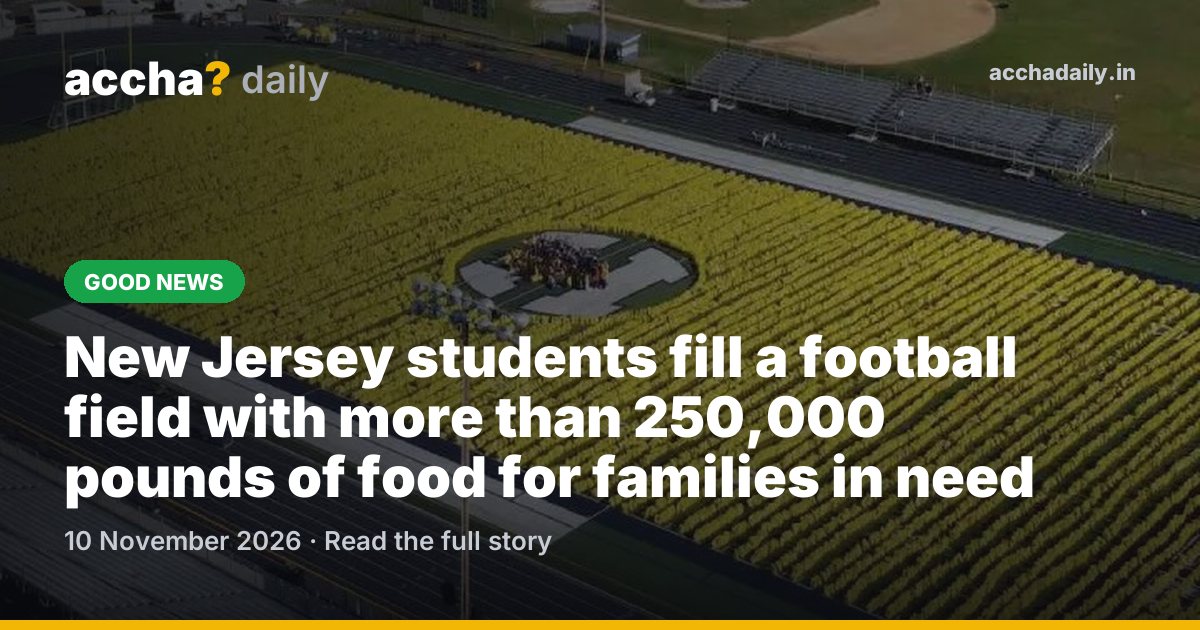 accha? daily
acchadaily.in
GOOD NEWS
New Jersey students fill a football
field with more than 250,000
pounds of food for families in need
10 November 2026 · Read the full story